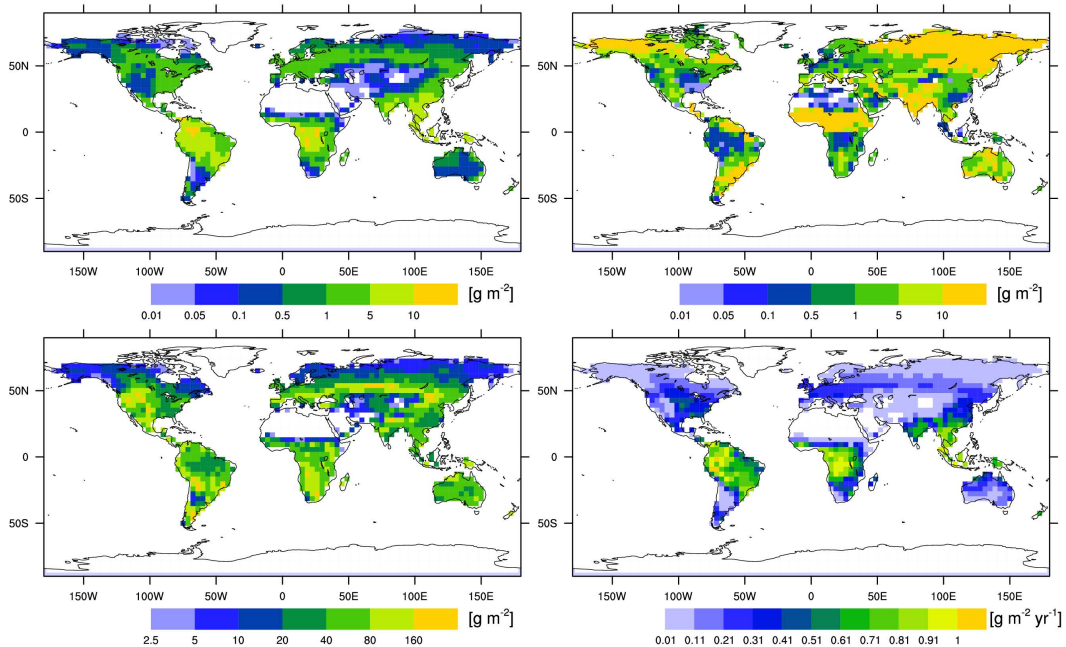 50N
0
50S
150W 100W 50W 0 50E 100E 150E
[g m⁻²]
0.01 0.05 0.1 0.5 1 5 10
50N
0
50S
150W 100W 50W 0 50E 100E 150E
[g m⁻²]
0.01 0.05 0.1 0.5 1 5 10
50N
0
50S
150W 100W 50W 0 50E 100E 150E
[g m⁻²]
2.5 5 10 20 40 80 160
50N
0
50S
150W 100W 50W 0 50E 100E 150E
[g m⁻² yr⁻¹]
0.01 0.11 0.21 0.31 0.41 0.51 0.61 0.71 0.81 0.91 1